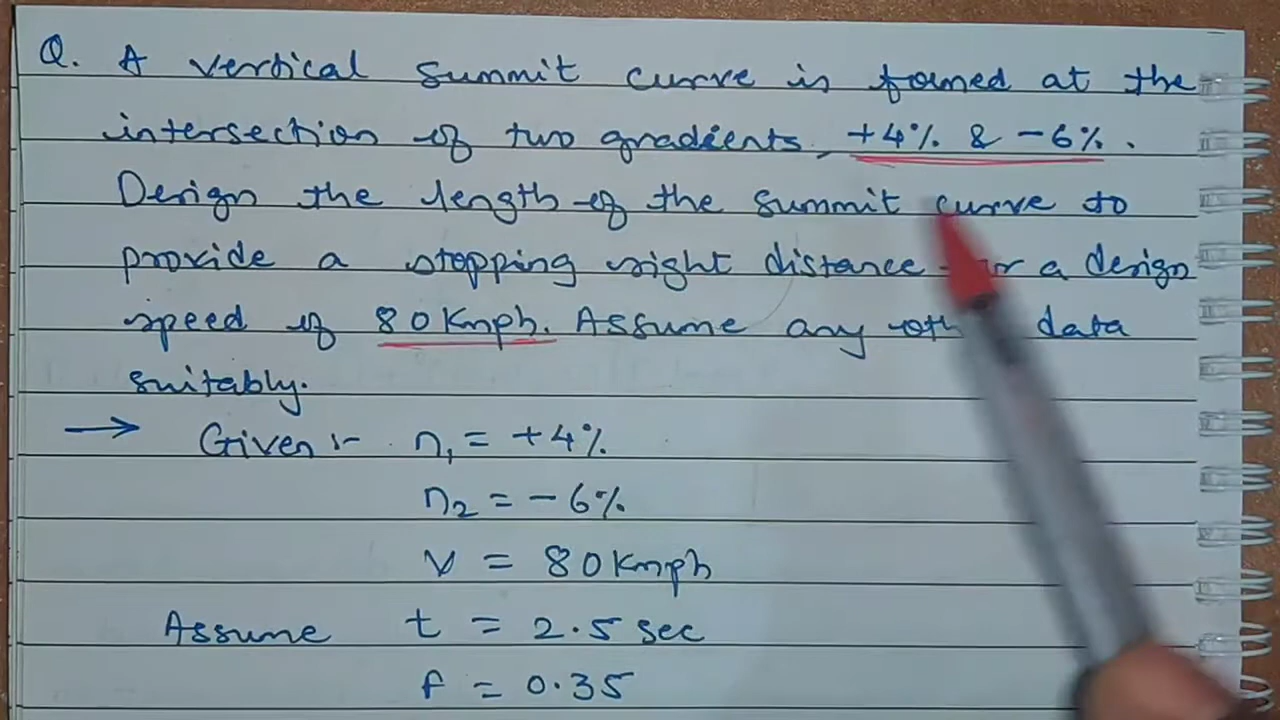 Q. A vertical summit curve is formed at the
intersection of two gradients, +4% & -6%.
Design the length of the summit curve to
provide a stopping sight distance a design
speed of 80 Kmph. Assume any data
suitably.
→ Given :- n₁ = +4%
n₂ = -6%
V = 80 Kmph
Assume t = 2.5 sec
f = 0.35